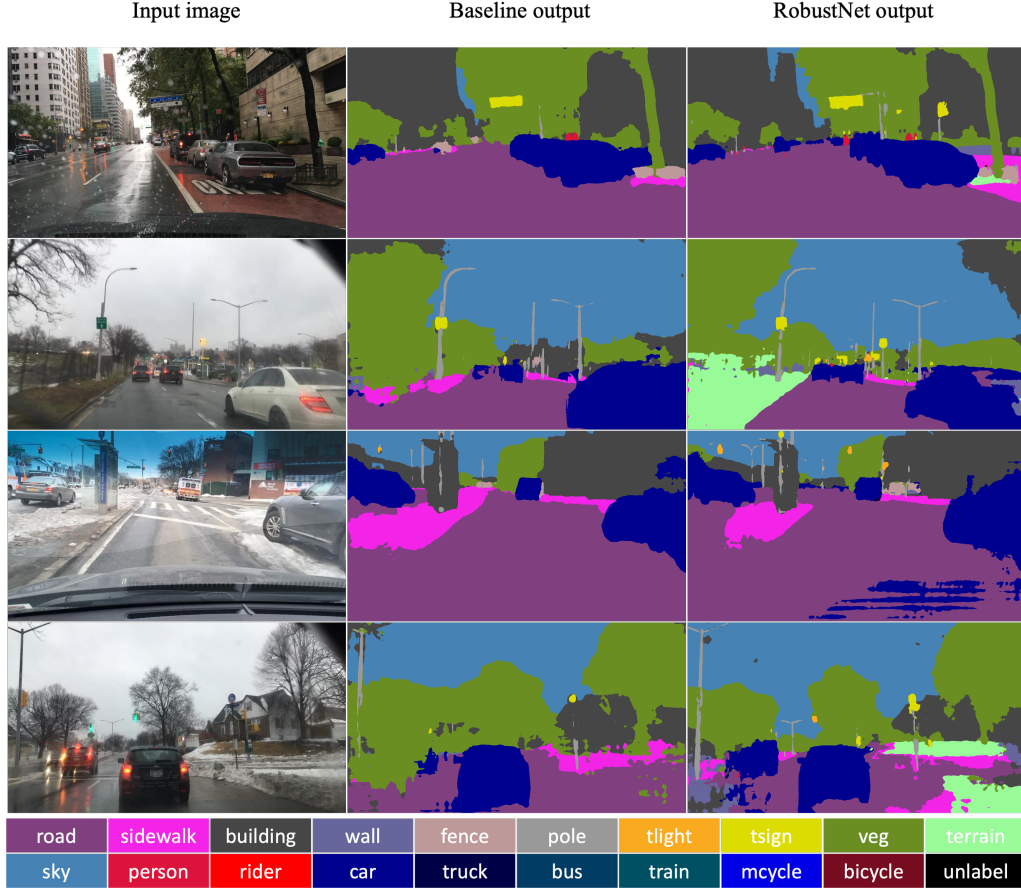 Input image Baseline output RobustNet output
road sidewalk building wall fence pole tlight tsign veg terrain
sky person rider car truck bus train mcycle bicycle unlabel